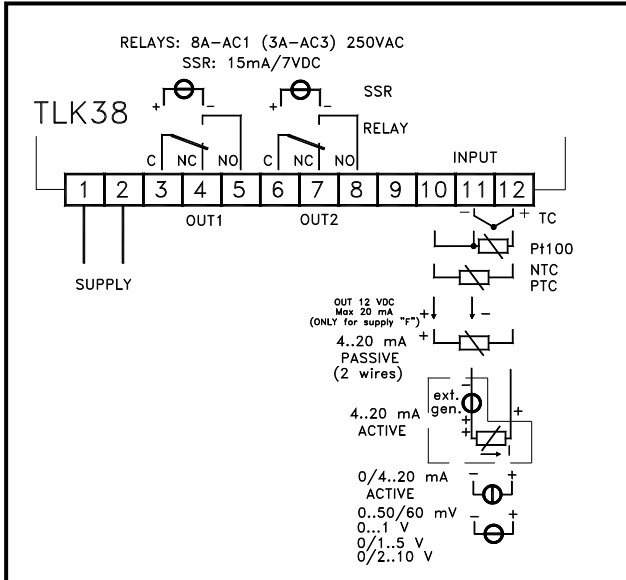 RELAYS: 8A-AC1 (3A-AC3) 250VAC
SSR: 15mA/7VDC
+ - + - SSR
TLK38
RELAY
C NC NO C NC NO INPUT
1 2 3 4 5 6 7 8 9 10 11 12
OUT1 OUT2
- + TC
SUPPLY
Pt100
NTC
PTC
OUT 12 VDC
Max 20 mA
(ONLY for supply "F")
+ -
+
4..20 mA
PASSIVE
(2 wires)
-
ext.
gen.
+
+
+
4..20 mA
ACTIVE
I
0/4..20 mA
ACTIVE
- +
0..50/60 mV
0...1 V
0/1..5 V
0/2..10 V
- +